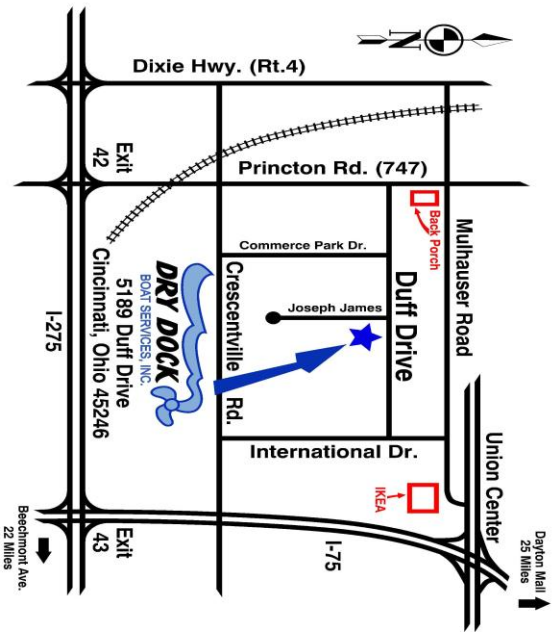 N
Dixie Hwy. (Rt.4)
Exit
42
Princton Rd. (747)
Back Porch
Mulhauser Road
Commerce Park Dr.
Duff Drive
Joseph James
Crescentville Rd.
DRY DOCK
BOAT SERVICES, INC.
5189 Duff Drive
Cincinnati, Ohio 45246
I-275
International Dr.
Union Center
IKEA
Exit
43
I-75
Beechmont Ave.
22 Miles
Dayton Mall
25 Miles